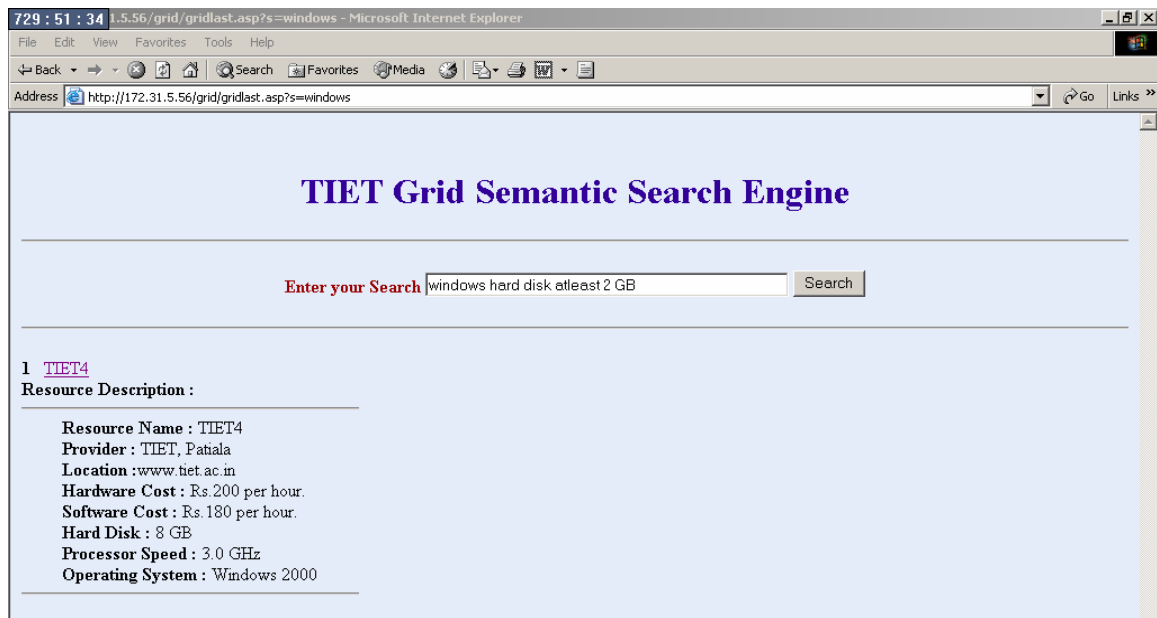 729 : 51 : 34 1.5.56/grid/gridlast.asp?s=windows - Microsoft Internet Explorer
File Edit View Favorites Tools Help
Back Search Favorites Media
Address http://172.31.5.56/grid/gridlast.asp?s=windows Go Links »
TIET Grid Semantic Search Engine
Enter your Search windows hard disk atleast 2 GB Search
1 TIET4
Resource Description :
Resource Name : TIET4
Provider : TIET, Patiala
Location :www.tiet.ac.in
Hardware Cost : Rs.200 per hour.
Software Cost : Rs.180 per hour.
Hard Disk : 8 GB
Processor Speed : 3.0 GHz
Operating System : Windows 2000